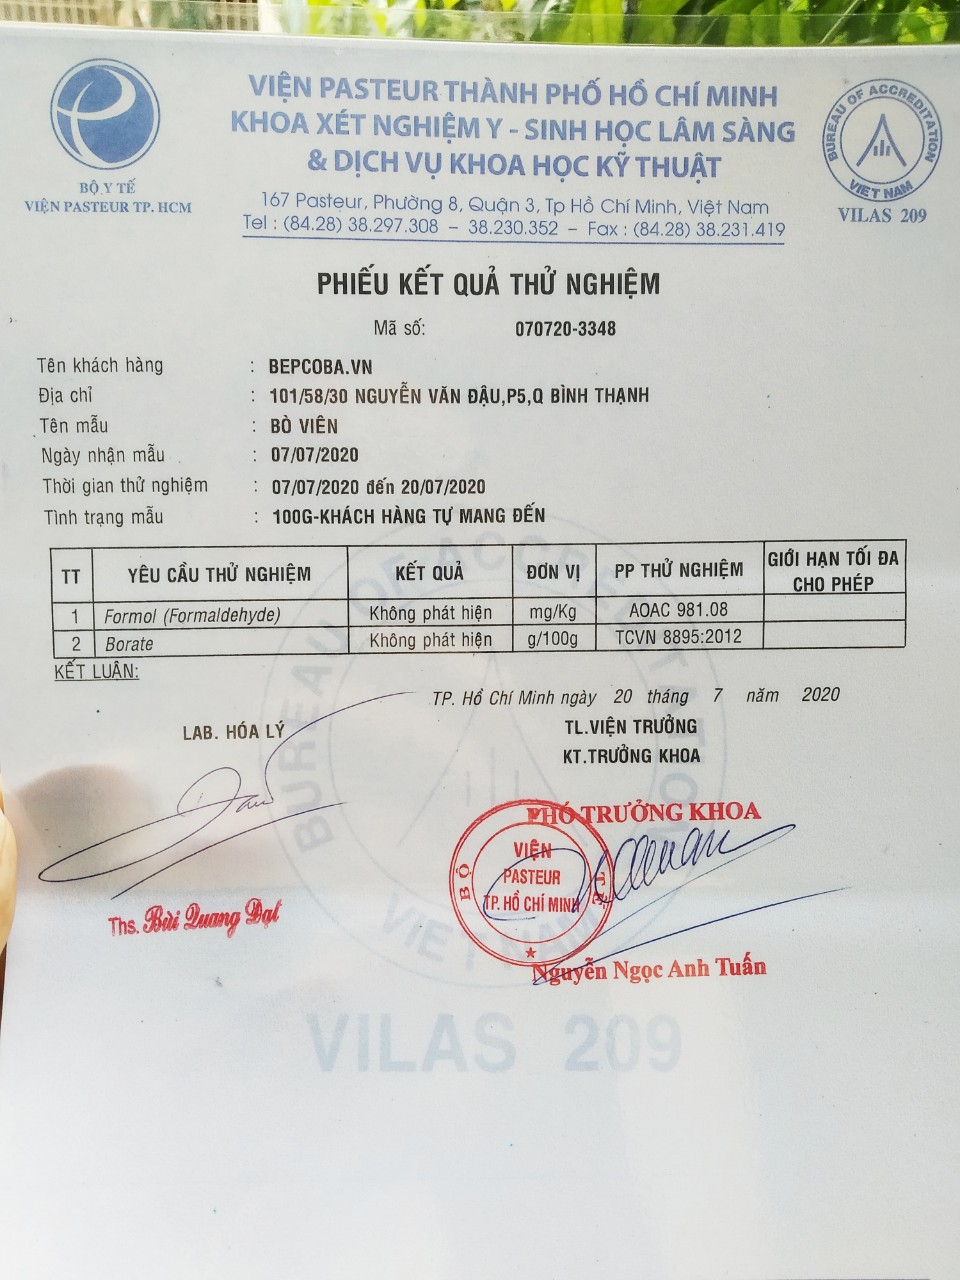 VIỆN PASTEUR THÀNH PHỐ HỒ CHÍ MINH
KHOA XÉT NGHIỆM Y - SINH HỌC LÂM SÀNG
& DỊCH VỤ KHOA HỌC KỸ THUẬT
167 Pasteur, Phường 8, Quận 3, Tp Hồ Chí Minh, Việt Nam
Tel : (84.28) 38.297.308 – 38.230.352 – Fax : (84.28) 38.231.419
BỘ Y TẾ
VIỆN PASTEUR TP. HCM
BUREAU OF ACCREDITATION
VIET NAM
VILAS 209
PHIẾU KẾT QUẢ THỬ NGHIỆM
Mã số: 070720-3348
Tên khách hàng : BEPCOBA.VN
Địa chỉ : 101/58/30 NGUYỄN VĂN ĐẬU,P5,Q BÌNH THẠNH
Tên mẫu : BÒ VIÊN
Ngày nhận mẫu : 07/07/2020
Thời gian thử nghiệm : 07/07/2020 đến 20/07/2020
Tình trạng mẫu : 100G-KHÁCH HÀNG TỰ MANG ĐẾN
TT YÊU CẦU THỬ NGHIỆM KẾT QUẢ ĐƠN VỊ PP THỬ NGHIỆM GIỚI HẠN TỐI ĐA CHO PHÉP
1 Formol (Formaldehyde) Không phát hiện mg/Kg AOAC 981.08
2 Borate Không phát hiện g/100g TCVN 8895:2012
KẾT LUẬN:
TP. Hồ Chí Minh ngày 20 tháng 7 năm 2020
LAB. HÓA LÝ
TL.VIỆN TRƯỞNG
KT.TRƯỞNG KHOA
PHÓ TRƯỞNG KHOA
BỘ
VIỆN
PASTEUR
TP. HỒ CHÍ MINH
Ths. Bùi Quang Đạt
Nguyễn Ngọc Anh Tuấn
BUREAU OF ACCREDITATION
VIET NAM
VILAS 209